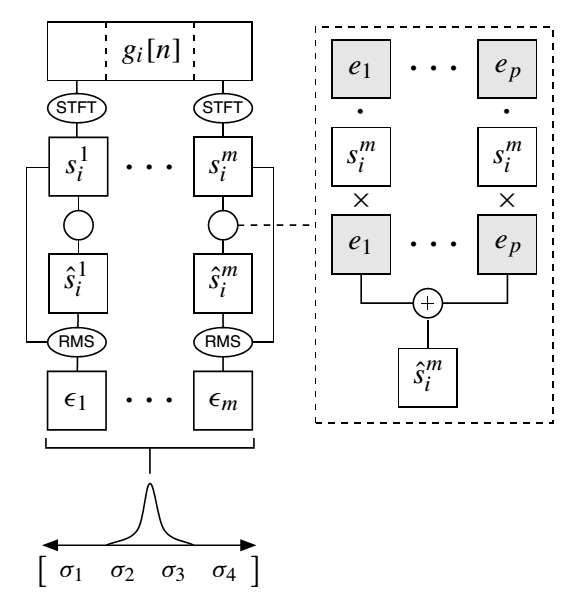 g_i[n]
STFT STFT
s_i^1 · · · s_i^m
ŝ_i^1 ŝ_i^m
RMS RMS
ϵ_1 · · · ϵ_m
[ σ_1 σ_2 σ_3 σ_4 ]
e_1 · · · e_p
· ·
s_i^m s_i^m
× ×
e_1 · · · e_p
+
ŝ_i^m